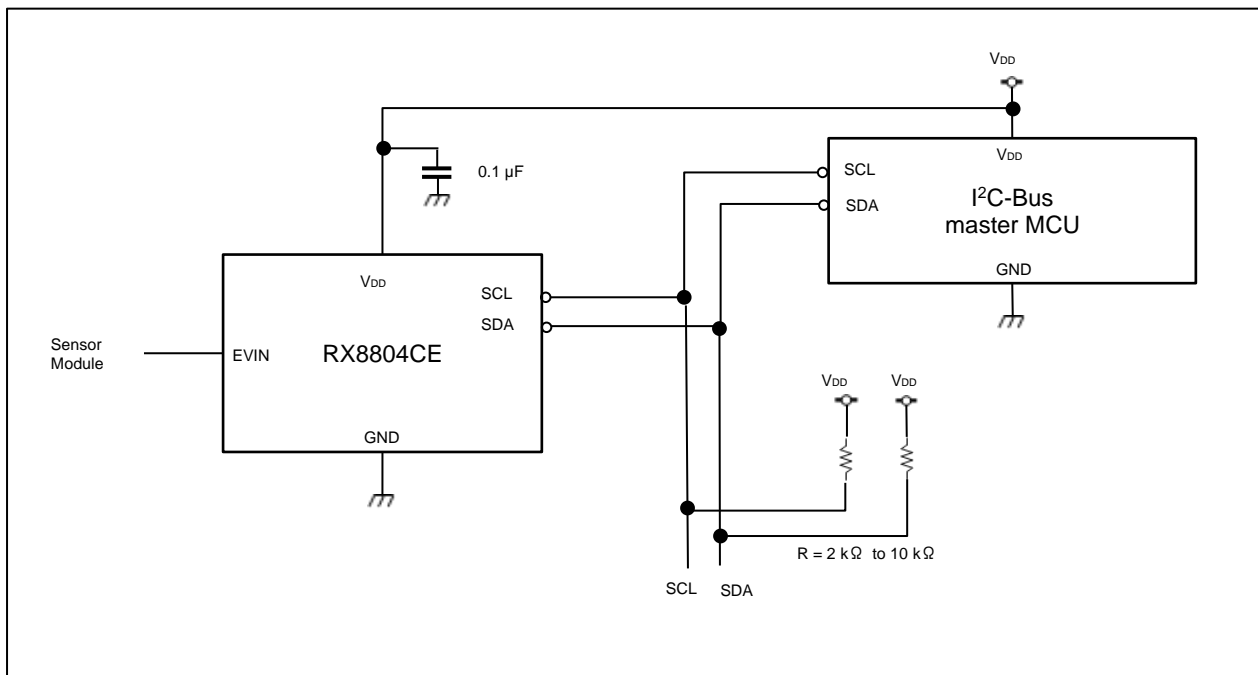 VDD
VDD
0.1 µF
SCL
I²C-Bus
SDA
master MCU
GND
VDD
SCL
SDA
Sensor
Module
EVIN
RX8804CE
VDD
VDD
GND
R = 2 kΩ to 10 kΩ
SCL
SDA